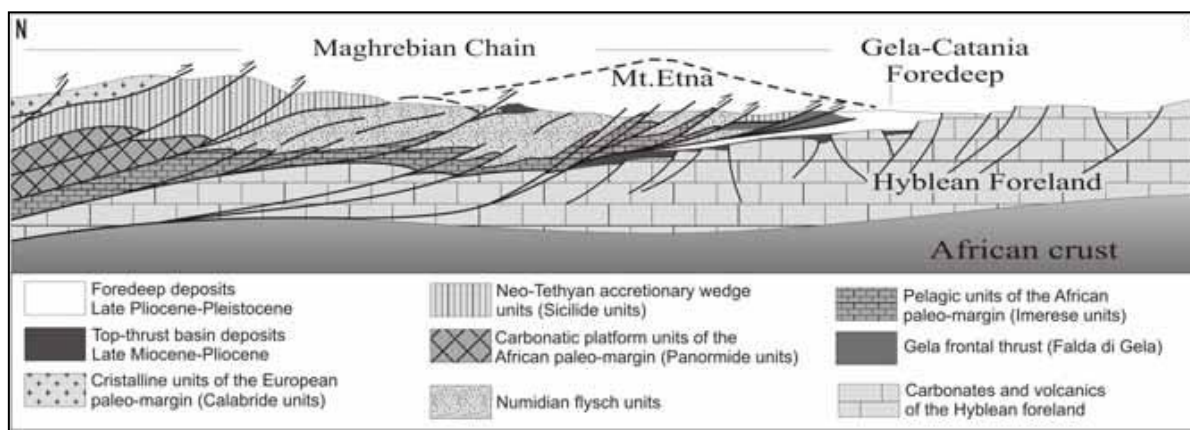 N
Maghrebian Chain
Gela-Catania
Foredeep
Mt.Etna
Hyblean Foreland
African crust
Foredeep deposits
Late Pliocene-Pleistocene
Top-thrust basin deposits
Late Miocene-Pliocene
Cristalline units of the European
paleo-margin (Calabride units)
Neo-Tethyan accretionary wedge
units (Sicilide units)
Carbonatic platform units of the
African paleo-margin (Panormide units)
Numidian flysch units
Pelagic units of the African
paleo-margin (Imerese units)
Gela frontal thrust (Falda di Gela)
Carbonates and volcanics
of the Hyblean foreland